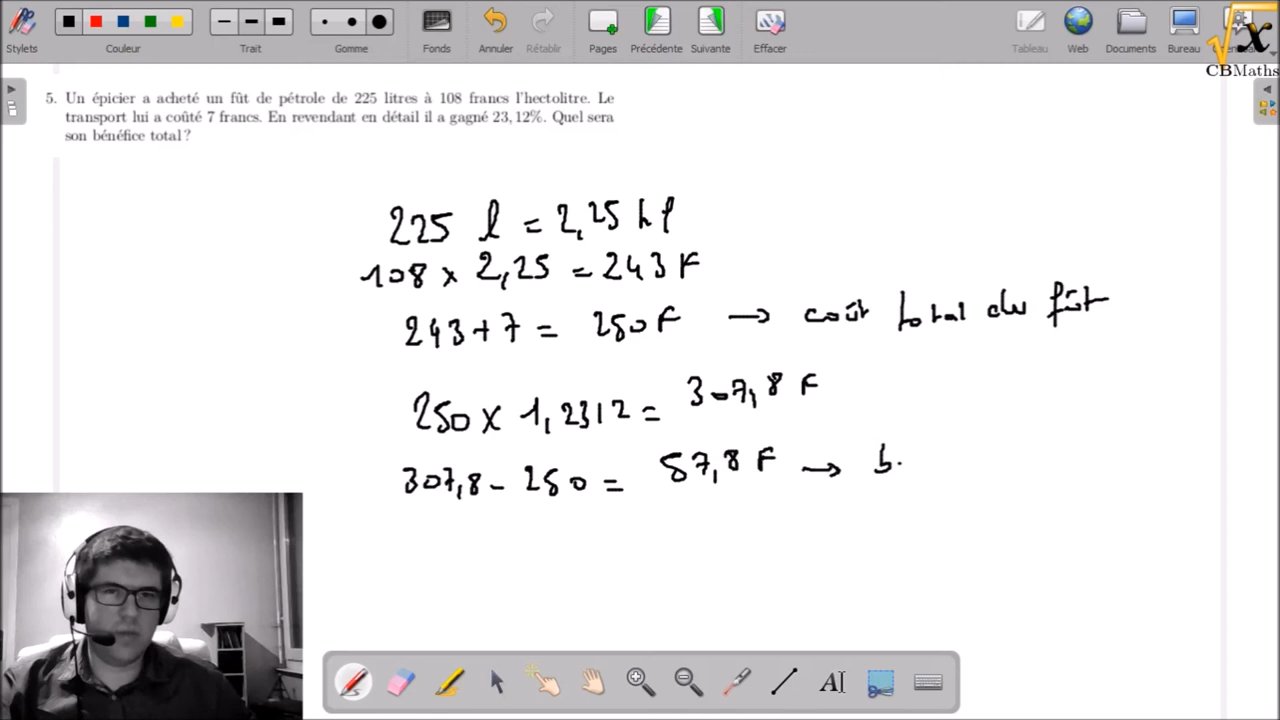 Stylets Couleur Trait Gomme Fonds Annuler Rétablir Pages Précédente Suivante Effacer Tableau Web Documents Bureau
CBMaths
5. Un épicier a acheté un fût de pétrole de 225 litres à 108 francs l'hectolitre. Le
transport lui a coûté 7 francs. En revendant en détail il a gagné 23,12%. Quel sera
son bénéfice total ?
225 l = 2,25 hl
108 × 2,25 = 243 F
243 + 7 = 250 F → coût total du fût
250 × 1,2312 = 307,8 F
307,8 - 250 = 57,8 F → b.